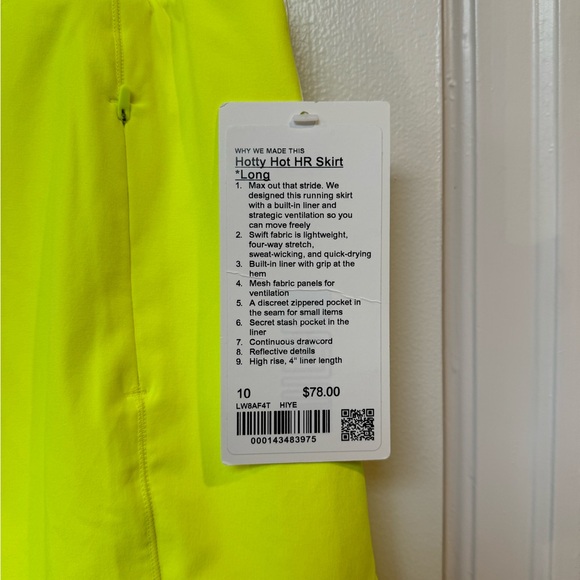 WHY WE MADE THIS
Hotty Hot HR Skirt
*Long
1. Max out that stride. We
designed this running skirt
with a built-in liner and
strategic ventilation so you
can move freely
2. Swift fabric is lightweight,
four-way stretch,
sweat-wicking, and quick-drying
3. Built-in liner with grip at the
hem
4. Mesh fabric panels for
ventilation
5. A discreet zippered pocket in
the seam for small items
6. Secret stash pocket in the
liner
7. Continuous drawcord
8. Reflective details
9. High rise, 4" liner length
10 $78.00
LW8AF4T HIYE
000143483975